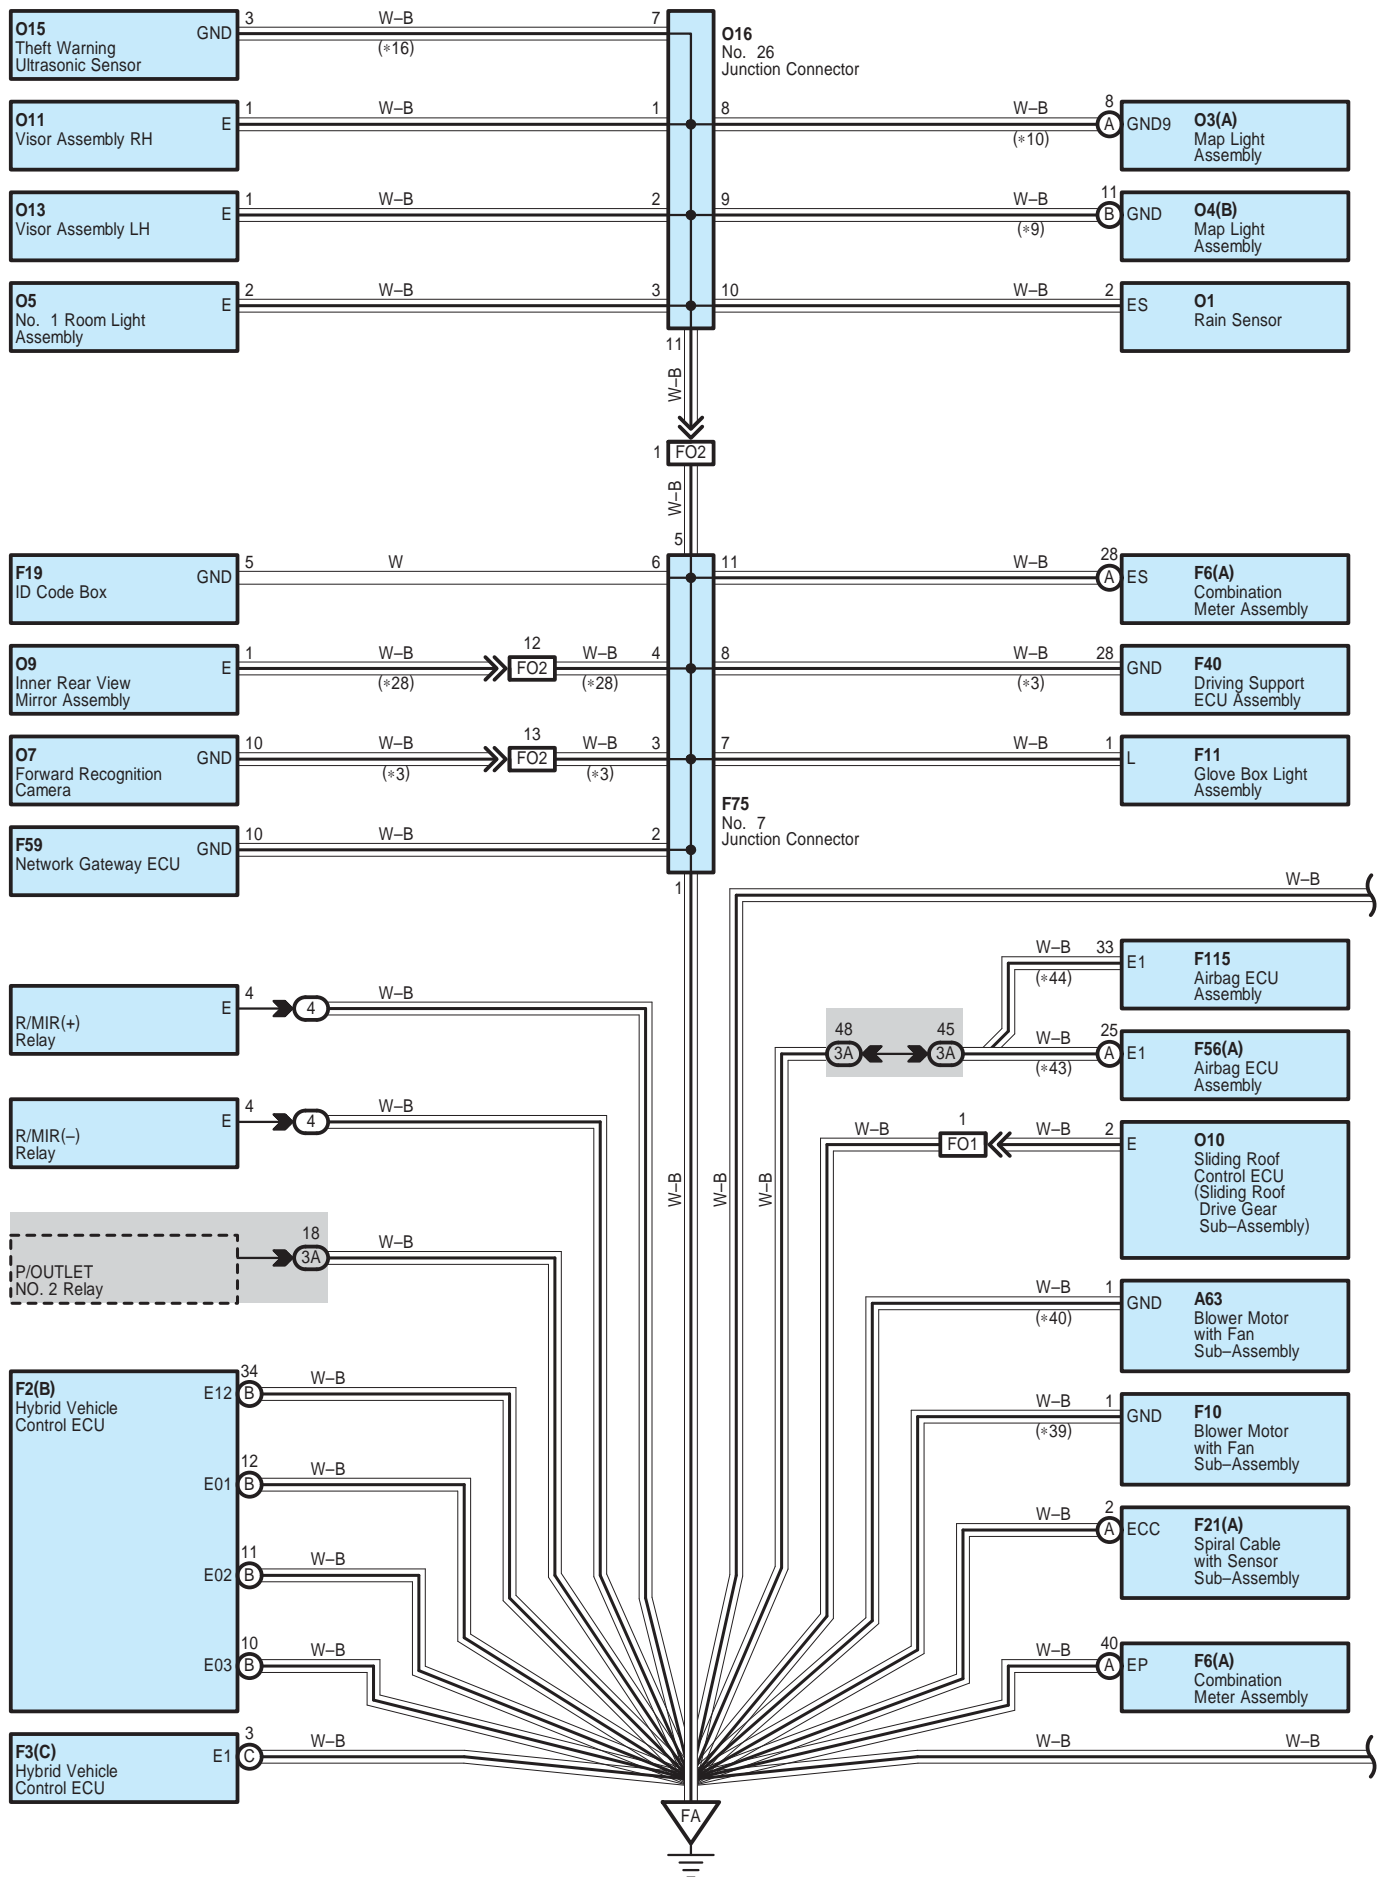 O15
Theft Warning
Ultrasonic Sensor
GND
3
W–B
(*16)
7
O16
No. 26
Junction Connector
O11
Visor Assembly RH
E
1
W–B
1
8
W–B
(*10)
8
A
GND9
O3(A)
Map Light
Assembly
O13
Visor Assembly LH
E
1
W–B
2
9
W–B
(*9)
11
B
GND
O4(B)
Map Light
Assembly
O5
No. 1 Room Light
Assembly
E
2
W–B
3
10
W–B
2
ES
O1
Rain Sensor
11
W–B
1
FO2
W–B
5
F19
ID Code Box
GND
5
W
6
11
W–B
28
A
ES
F6(A)
Combination
Meter Assembly
O9
Inner Rear View
Mirror Assembly
E
1
W–B
(*28)
12
FO2
W–B
(*28)
4
8
W–B
(*3)
28
GND
F40
Driving Support
ECU Assembly
O7
Forward Recognition
Camera
GND
10
W–B
(*3)
13
FO2
W–B
(*3)
3
7
W–B
1
L
F11
Glove Box Light
Assembly
F75
No. 7
Junction Connector
F59
Network Gateway ECU
GND
10
W–B
2
1
W–B
W–B
33
(*44)
E1
F115
Airbag ECU
Assembly
R/MIR(+)
Relay
E
4
4
W–B
48
3A
45
3A
W–B
(*43)
25
A
E1
F56(A)
Airbag ECU
Assembly
R/MIR(–)
Relay
E
4
4
W–B
W–B
1
FO1
W–B
2
E
O10
Sliding Roof
Control ECU
(Sliding Roof
Drive Gear
Sub–Assembly)
W–B
W–B
W–B
P/OUTLET
NO. 2 Relay
18
3A
W–B
W–B
(*40)
1
GND
A63
Blower Motor
with Fan
Sub–Assembly
F2(B)
Hybrid Vehicle
Control ECU
E12
34
B
W–B
W–B
(*39)
1
GND
F10
Blower Motor
with Fan
Sub–Assembly
E01
12
B
W–B
W–B
2
A
ECC
F21(A)
Spiral Cable
with Sensor
Sub–Assembly
E02
11
B
W–B
E03
10
B
W–B
W–B
40
A
EP
F6(A)
Combination
Meter Assembly
F3(C)
Hybrid Vehicle
Control ECU
E1
3
C
W–B
W–B
W–B
FA